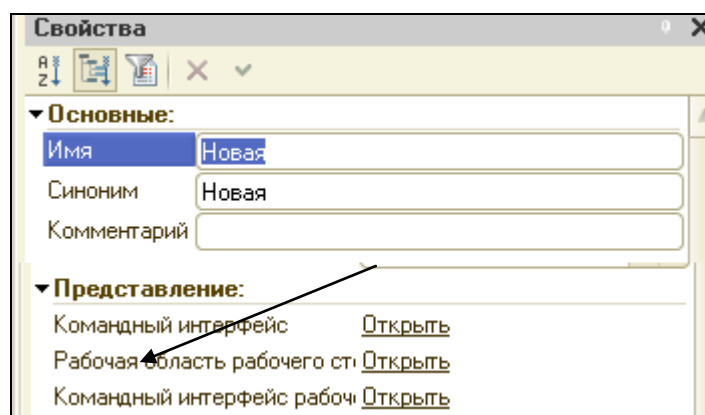 Свойства
Основные:
Имя Новая
Синоним Новая
Комментарий
Представление:
Командный интерфейс Открыть
Рабочая область рабочего сто Открыть
Командный интерфейс рабоч Открыть